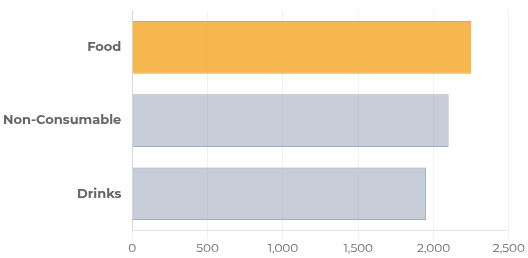 Food
Non-Consumable
Drinks
0 500 1,000 1,500 2,000 2,500